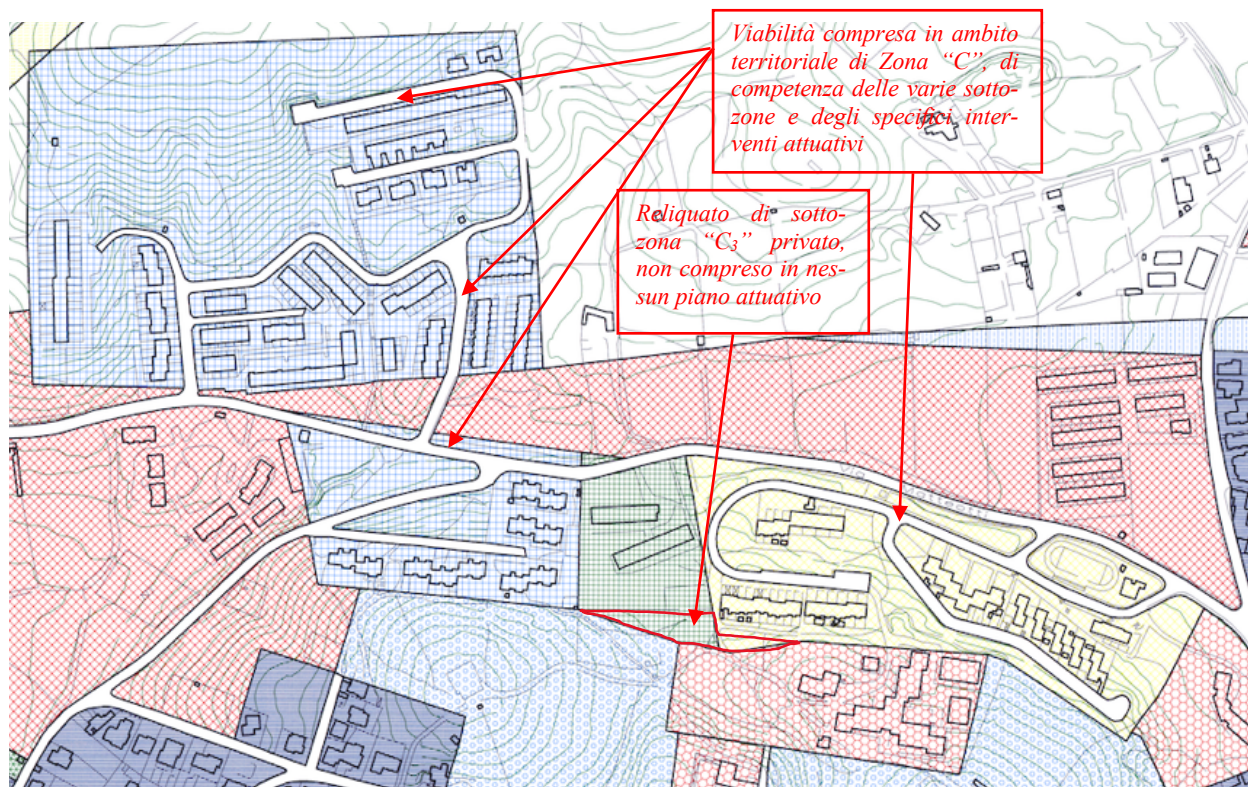 Viabilità compresa in ambito
territoriale di Zona “C”, di
competenza delle varie sotto-
zone e degli specifici inter-
venti attuativi
Reliquato di sotto-
zona “C3” privato,
non compreso in nes-
sun piano attuativo